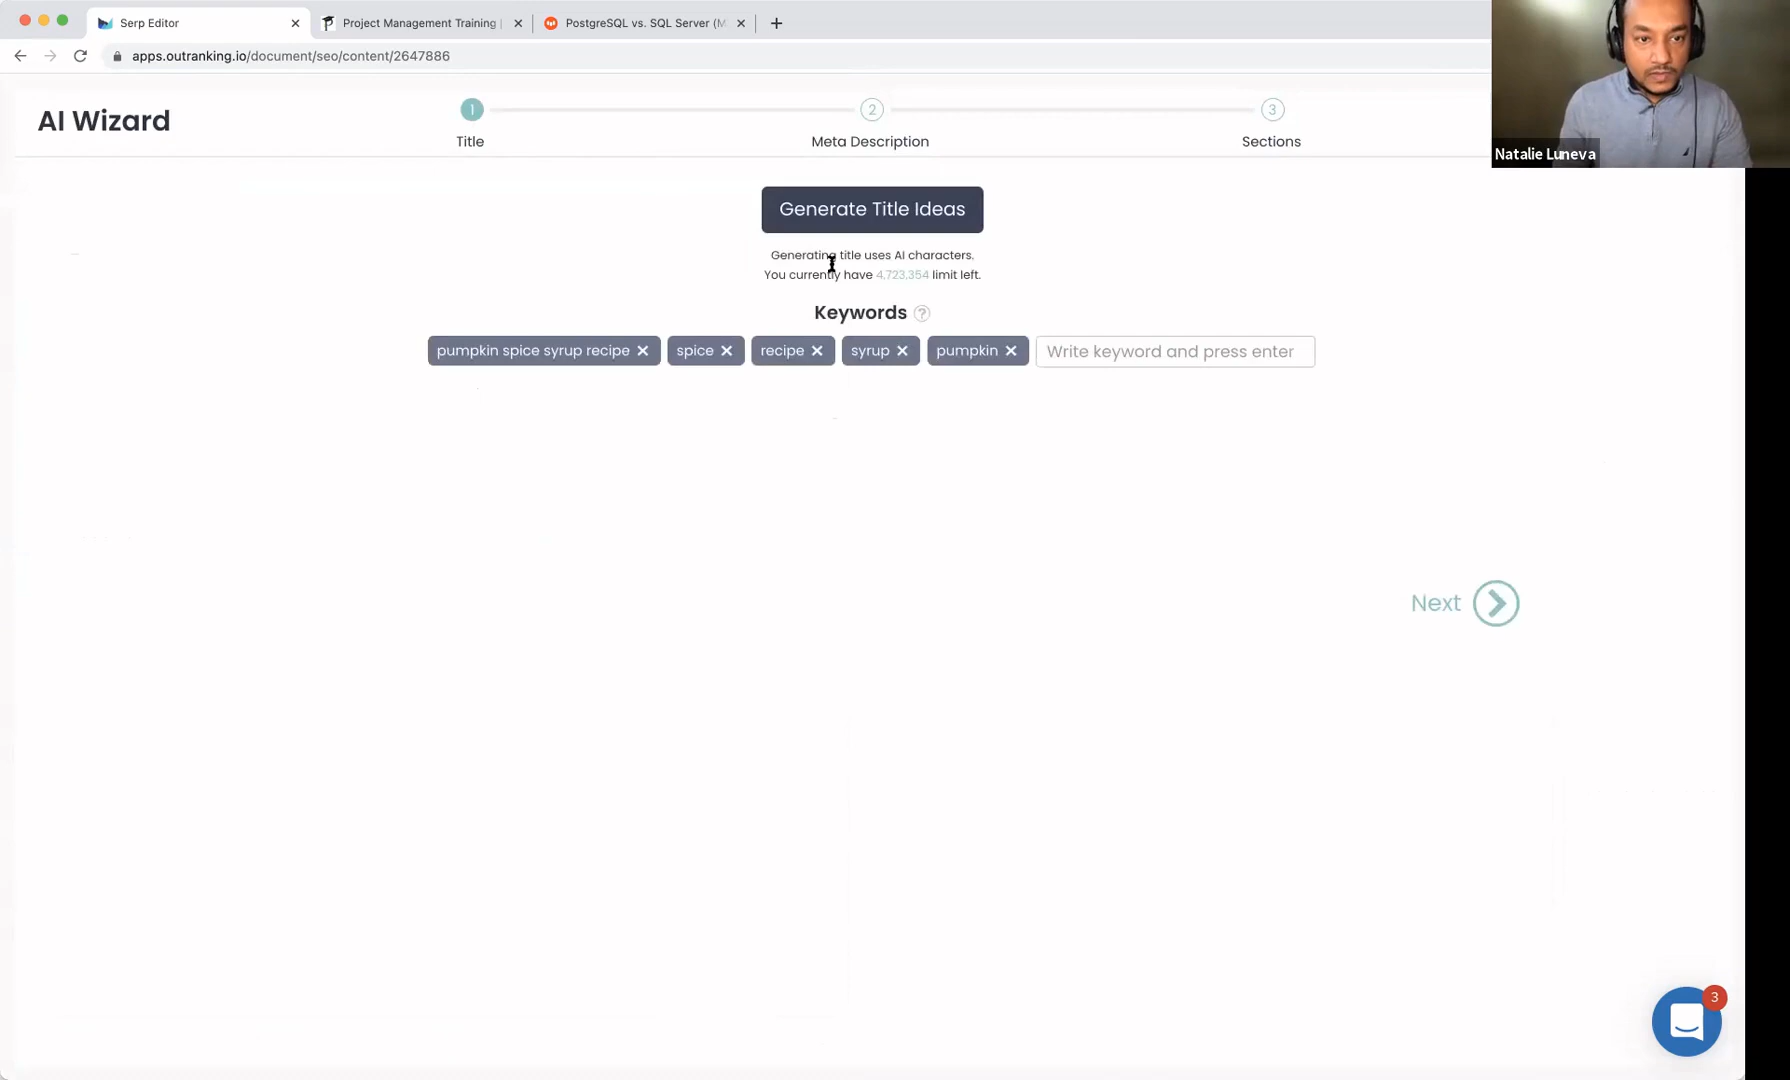 Serp Editor
Project Management Training |
PostgreSQL vs. SQL Server (M
apps.outranking.io/document/seo/content/2647886
Natalie Luneva
AI Wizard
1
2
3
Title
Meta Description
Sections
Generate Title Ideas
Generating title uses AI characters.
You currently have 4,723,354 limit left.
Keywords ?
pumpkin spice syrup recipe
spice
recipe
syrup
pumpkin
Write keyword and press enter
Next
3